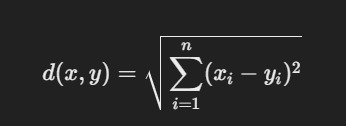 d(x, y) = √(∑_{i=1}^{n} (x_i − y_i)²)